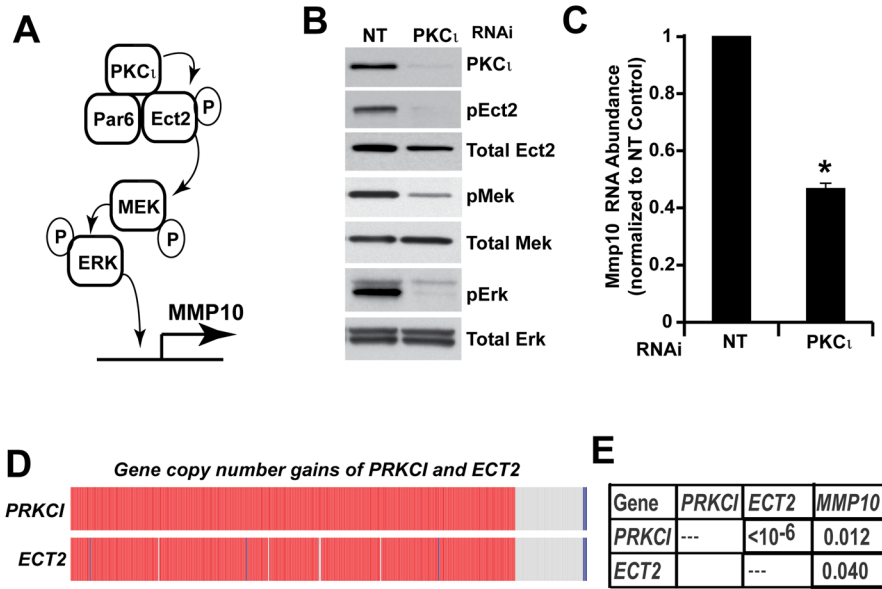 A
PKCι
Par6
Ect2
P
MEK
P
P
ERK
MMP10
B
NT PKCι RNAi
PKCι
pEct2
Total Ect2
pMek
Total Mek
pErk
Total Erk
C
Mmp10 RNA Abundance
(normalized to NT Control)
1
0.8
0.6
0.4
0.2
0
*
RNAi NT PKCι
D
Gene copy number gains of PRKCI and ECT2
PRKCI
ECT2
E
Gene PRKCI ECT2 MMP10
PRKCI --- <10-6 0.012
ECT2 --- 0.040